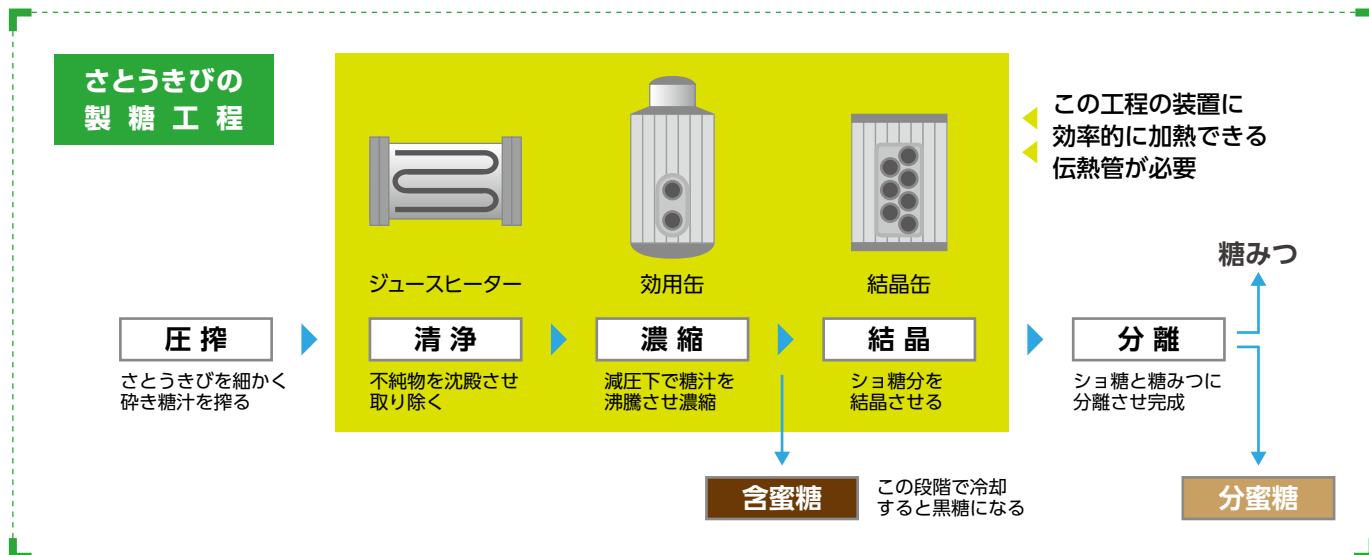 さとうきびの
製糖工程
この工程の装置に
効率的に加熱できる
伝熱管が必要
糖みつ
ジュースヒーター
効用缶
結晶缶
圧搾
清浄
濃縮
結晶
分離
さとうきびを細かく
砕き糖汁を搾る
不純物を沈殿させ
取り除く
減圧下で糖汁を
沸騰させ濃縮
ショ糖分を
結晶させる
ショ糖と糖みつに
分離させ完成
含蜜糖
この段階で冷却
すると黒糖になる
分蜜糖